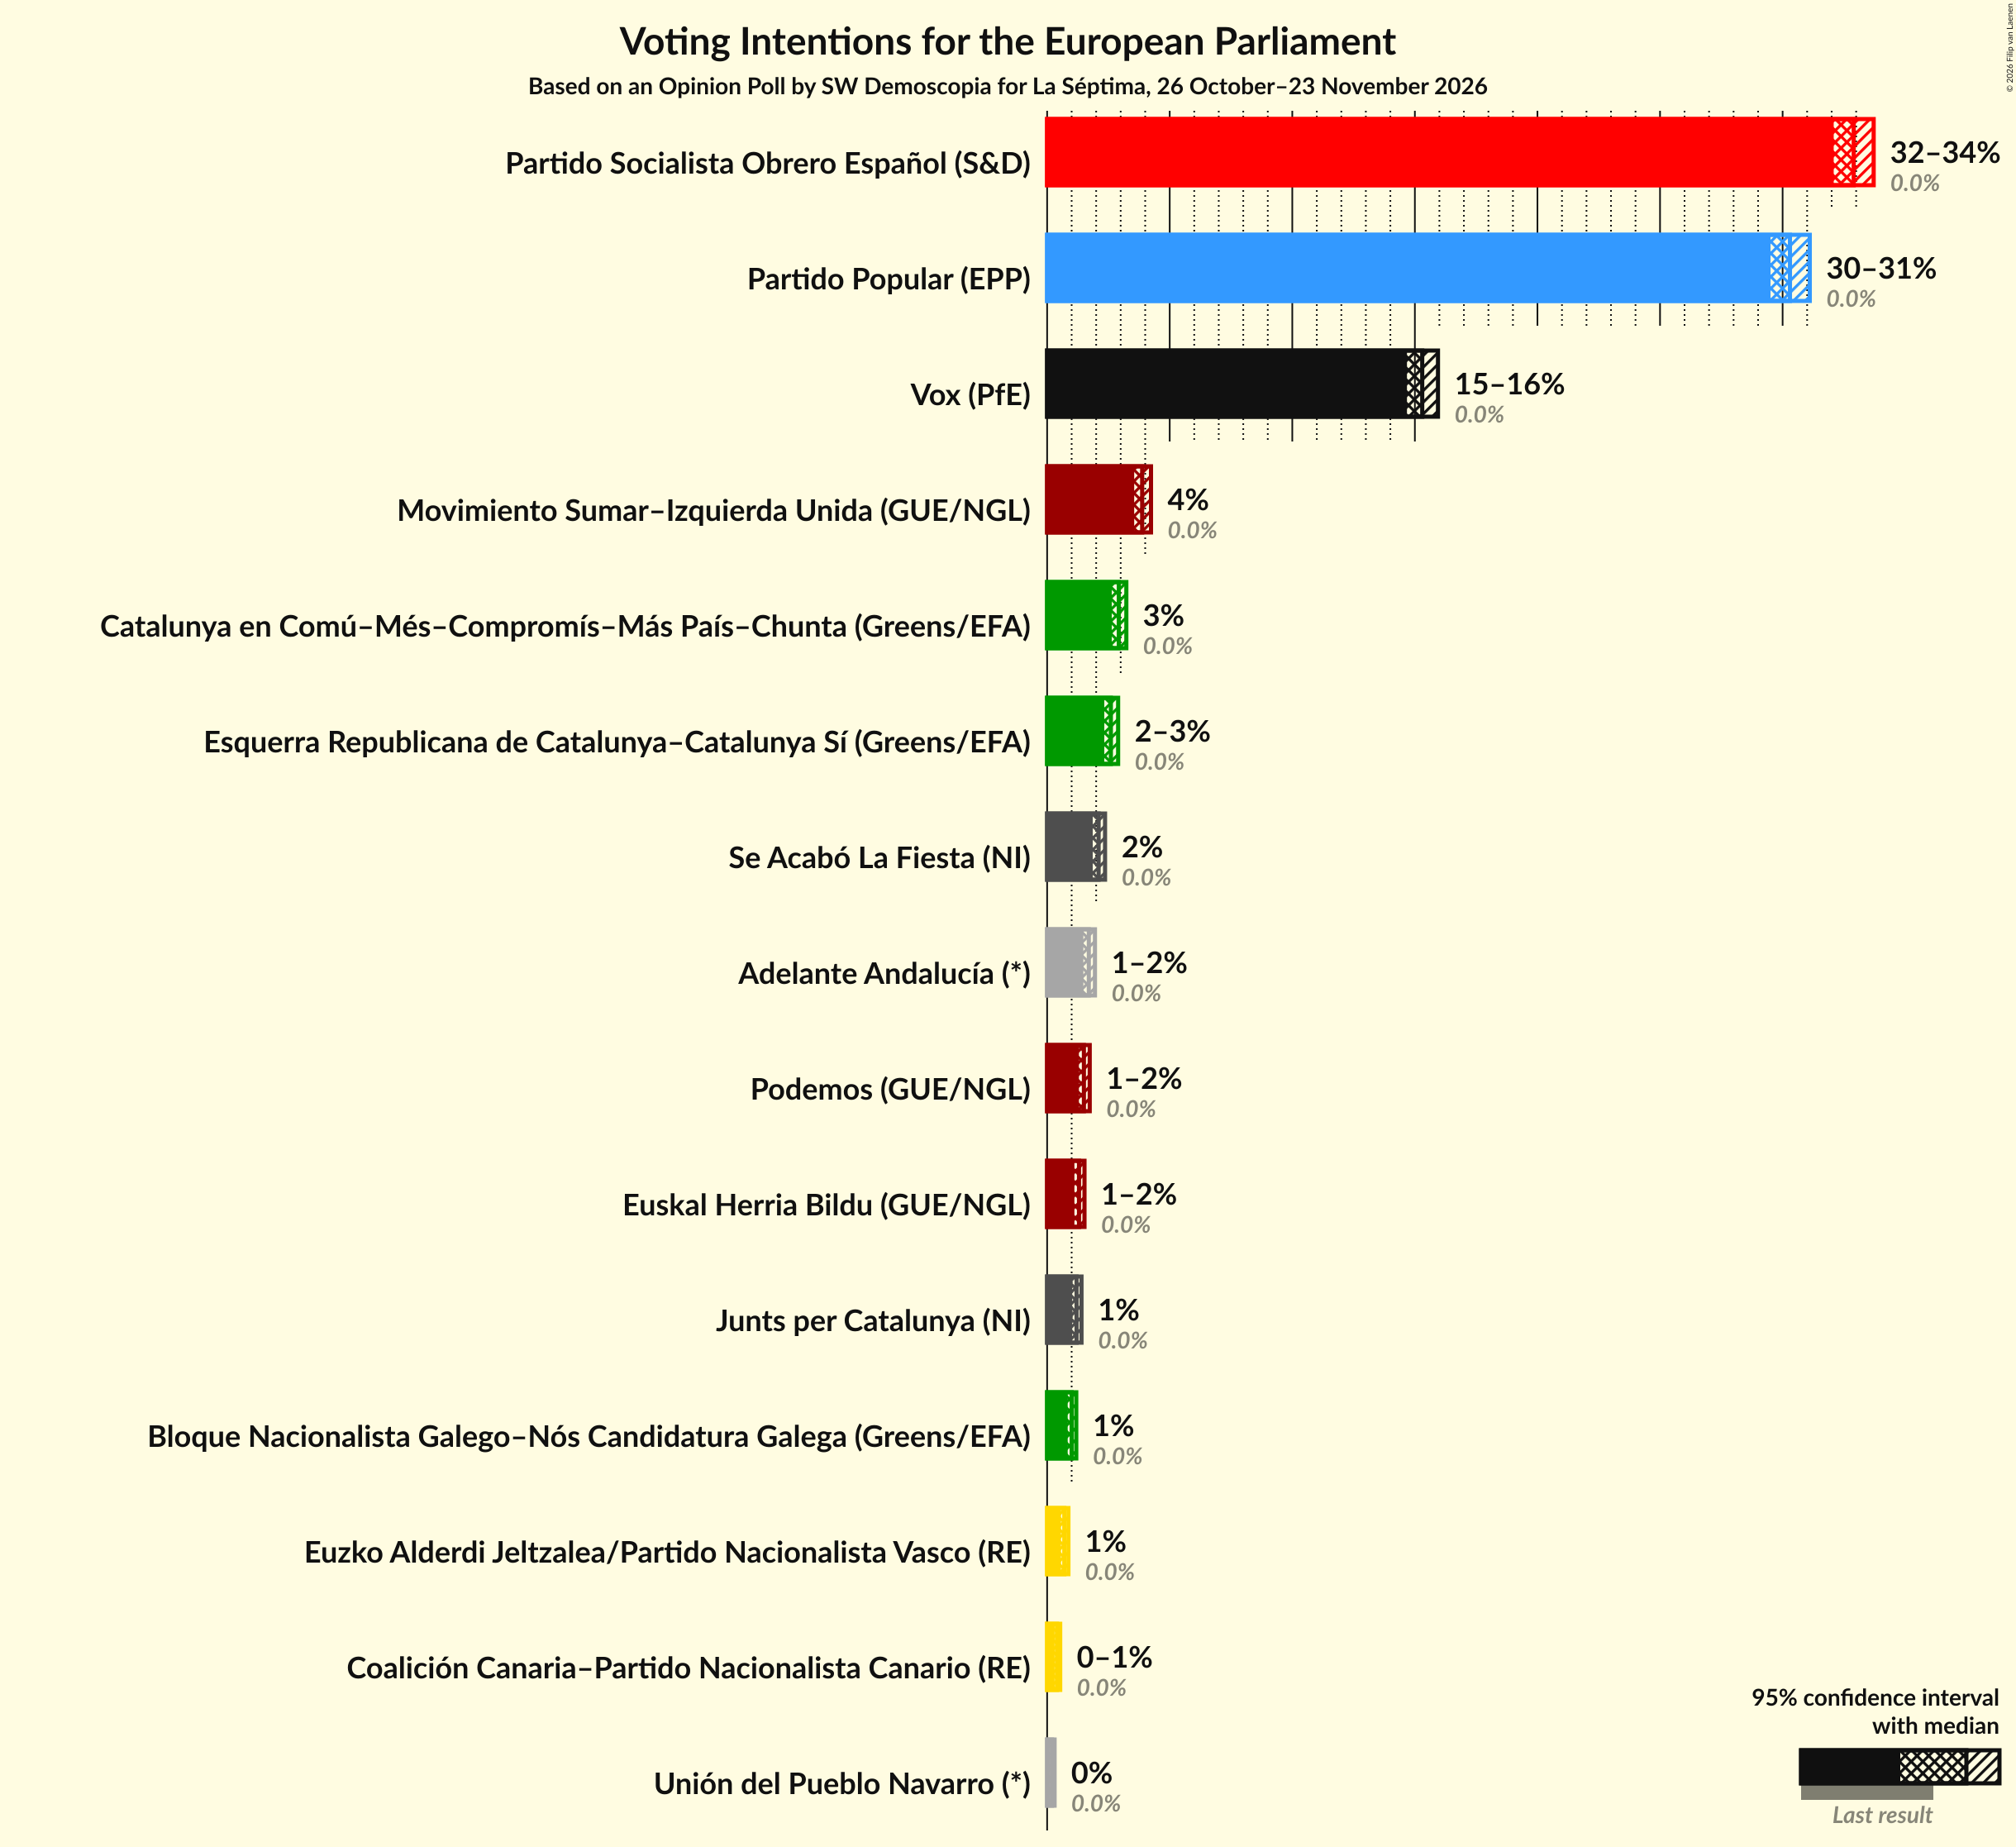 Voting Intentions for the European Parliament
Based on an Opinion Poll by SW Demoscopia for La Séptima, 26 October–23 November 2026
© 2026 Filip van Laenen
Partido Socialista Obrero Español (S&D)
32–34%
0.0%
Partido Popular (EPP)
30–31%
0.0%
Vox (PfE)
15–16%
0.0%
Movimiento Sumar–Izquierda Unida (GUE/NGL)
4%
0.0%
Catalunya en Comú–Més–Compromís–Más País–Chunta (Greens/EFA)
3%
0.0%
Esquerra Republicana de Catalunya–Catalunya Sí (Greens/EFA)
2–3%
0.0%
Se Acabó La Fiesta (NI)
2%
0.0%
Adelante Andalucía (*)
1–2%
0.0%
Podemos (GUE/NGL)
1–2%
0.0%
Euskal Herria Bildu (GUE/NGL)
1–2%
0.0%
Junts per Catalunya (NI)
1%
0.0%
Bloque Nacionalista Galego–Nós Candidatura Galega (Greens/EFA)
1%
0.0%
Euzko Alderdi Jeltzalea/Partido Nacionalista Vasco (RE)
1%
0.0%
Coalición Canaria–Partido Nacionalista Canario (RE)
0–1%
0.0%
Unión del Pueblo Navarro (*)
0%
0.0%
95% confidence interval
with median
Last result